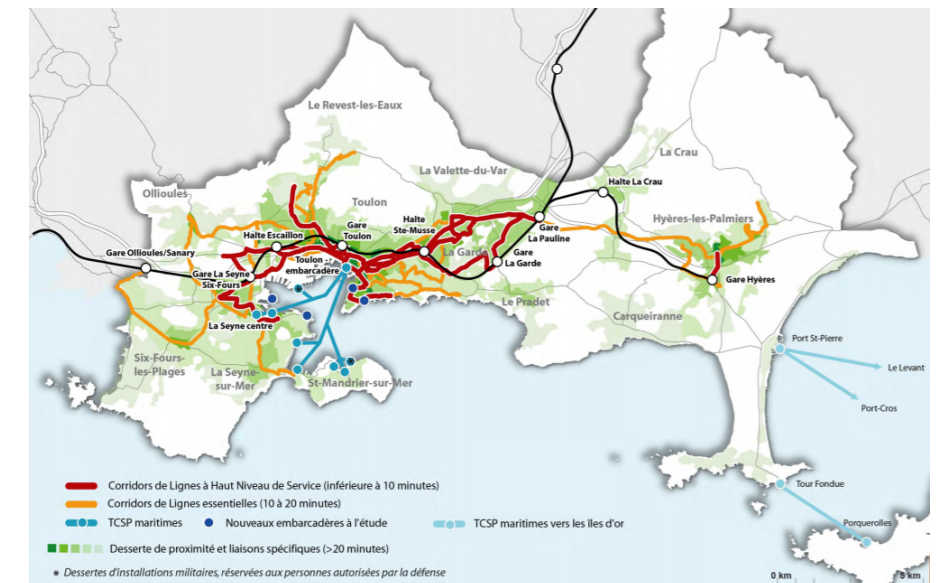 Le Revest-les-Eaux
La Valette-du-Var
La Crau
Ollioules
Toulon
Halte La Crau
Halte
Ste-Musse
Hyères-les-Palmiers
Gare
Toulon
Halte Escaillon
Gare
La Pauline
Gare Ollioules/Sanary
Toulon -
embarcadère
La Garde
Gare
La Garde
Gare La Seyne
Six-Fours
Gare Hyères
Le Pradet
La Seyne centre
Carqueiranne
Port St-Pierre
Six-Fours-
les-Plages
La Seyne-
sur-Mer
St-Mandrier-sur-Mer
Le Levant
Port-Cros
Tour Fondue
Porquerolles
Corridors de Lignes à Haut Niveau de Service (inférieure à 10 minutes)
Corridors de Lignes essentielles (10 à 20 minutes)
TCSP maritimes
Nouveaux embarcadères à l'étude
TCSP maritimes vers les îles d'or
Desserte de proximité et liaisons spécifiques (>20 minutes)
* Dessertes d'installations militaires, réservées aux personnes autorisées par la défense
0 km
5 km